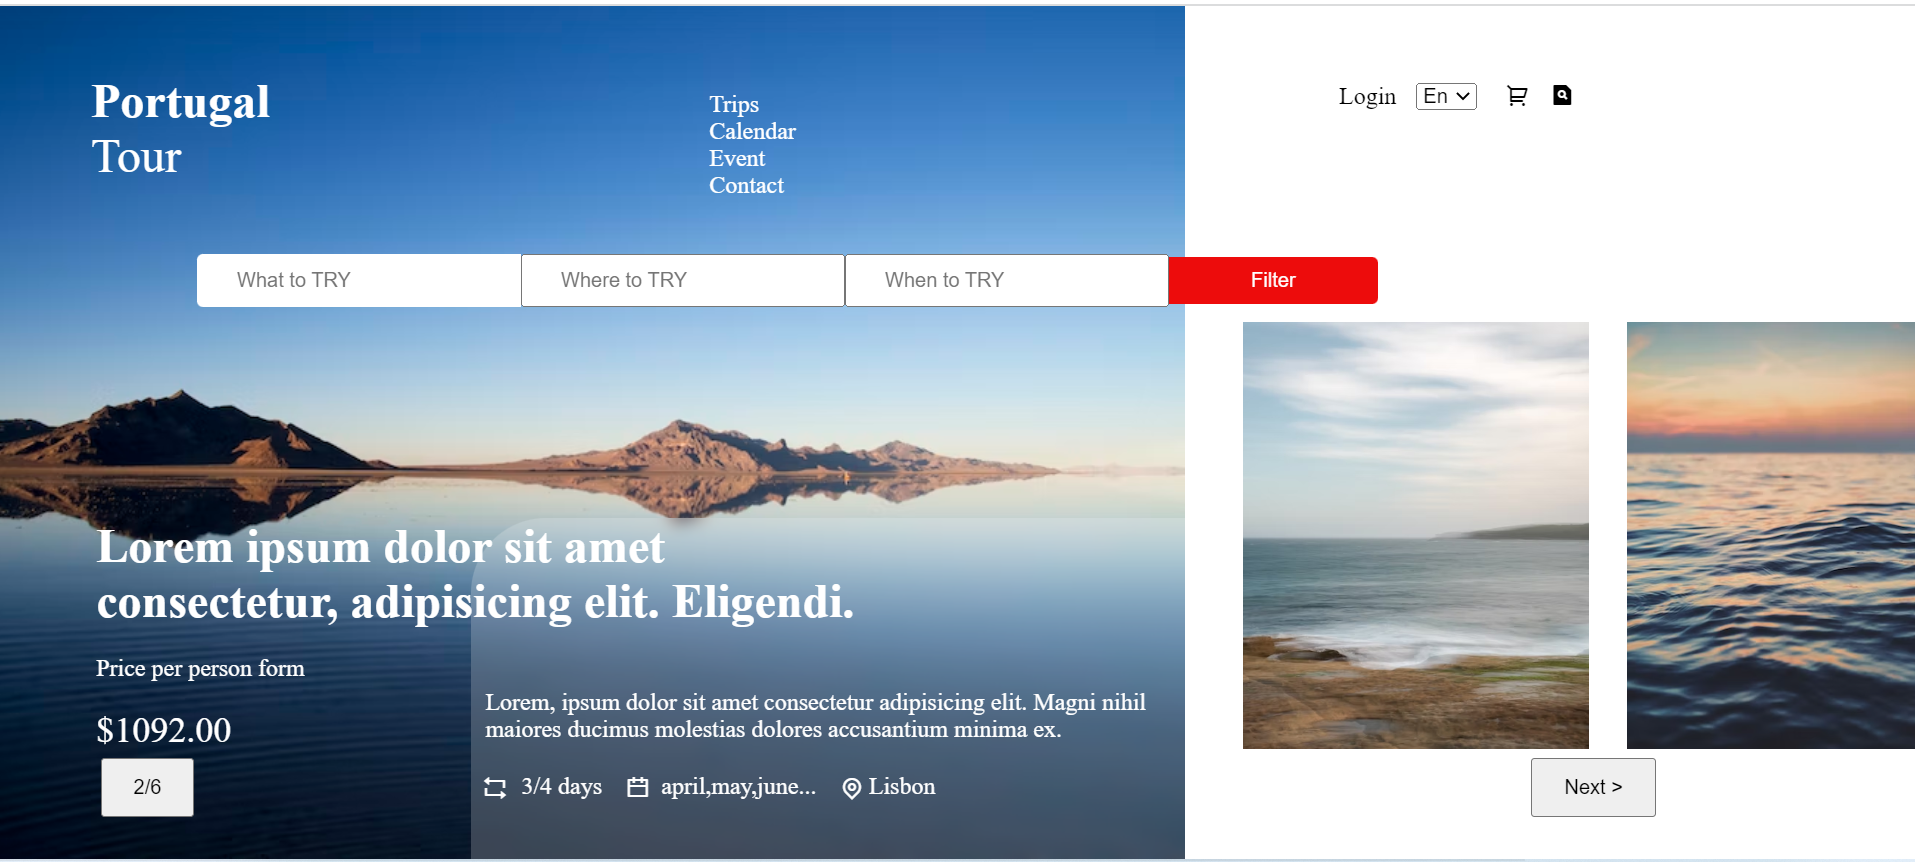 Portugal
Tour
Trips
Calendar
Event
Contact
Login
En
What to TRY
Where to TRY
When to TRY
Filter
Lorem ipsum dolor sit amet
consectetur, adipisicing elit. Eligendi.
Price per person form
$1092.00
2/6
Lorem, ipsum dolor sit amet consectetur adipisicing elit. Magni nihil
maiores ducimus molestias dolores accusantium minima ex.
3/4 days
april,may,june...
Lisbon
Next >